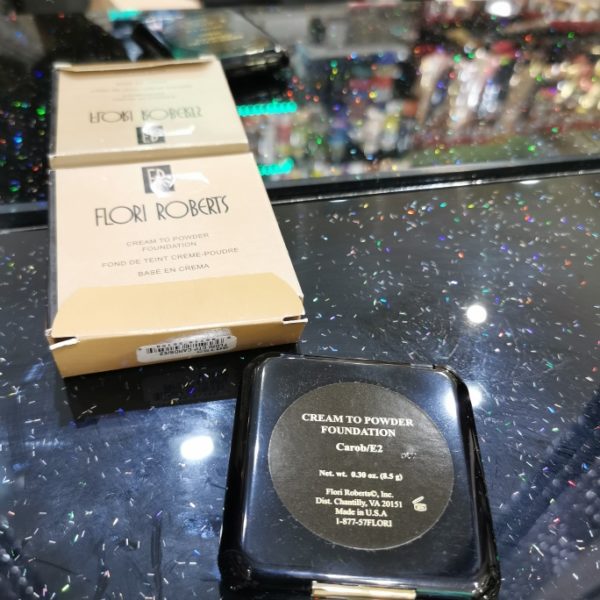 FLORI ROBERTS
FR
FLORI ROBERTS
CREAM TO POWDER
FOUNDATION
FOND DE TEINT CRÈME-POUDRE
BASE EN CREMA
CREAM TO POWDER
FOUNDATION
Carob/E2
Net. wt. 0.30 oz. (8.5 g)
Flori Roberts©, Inc.
Dist. Chantilly, VA 20151
Made in U.S.A
1-877-57FLORI